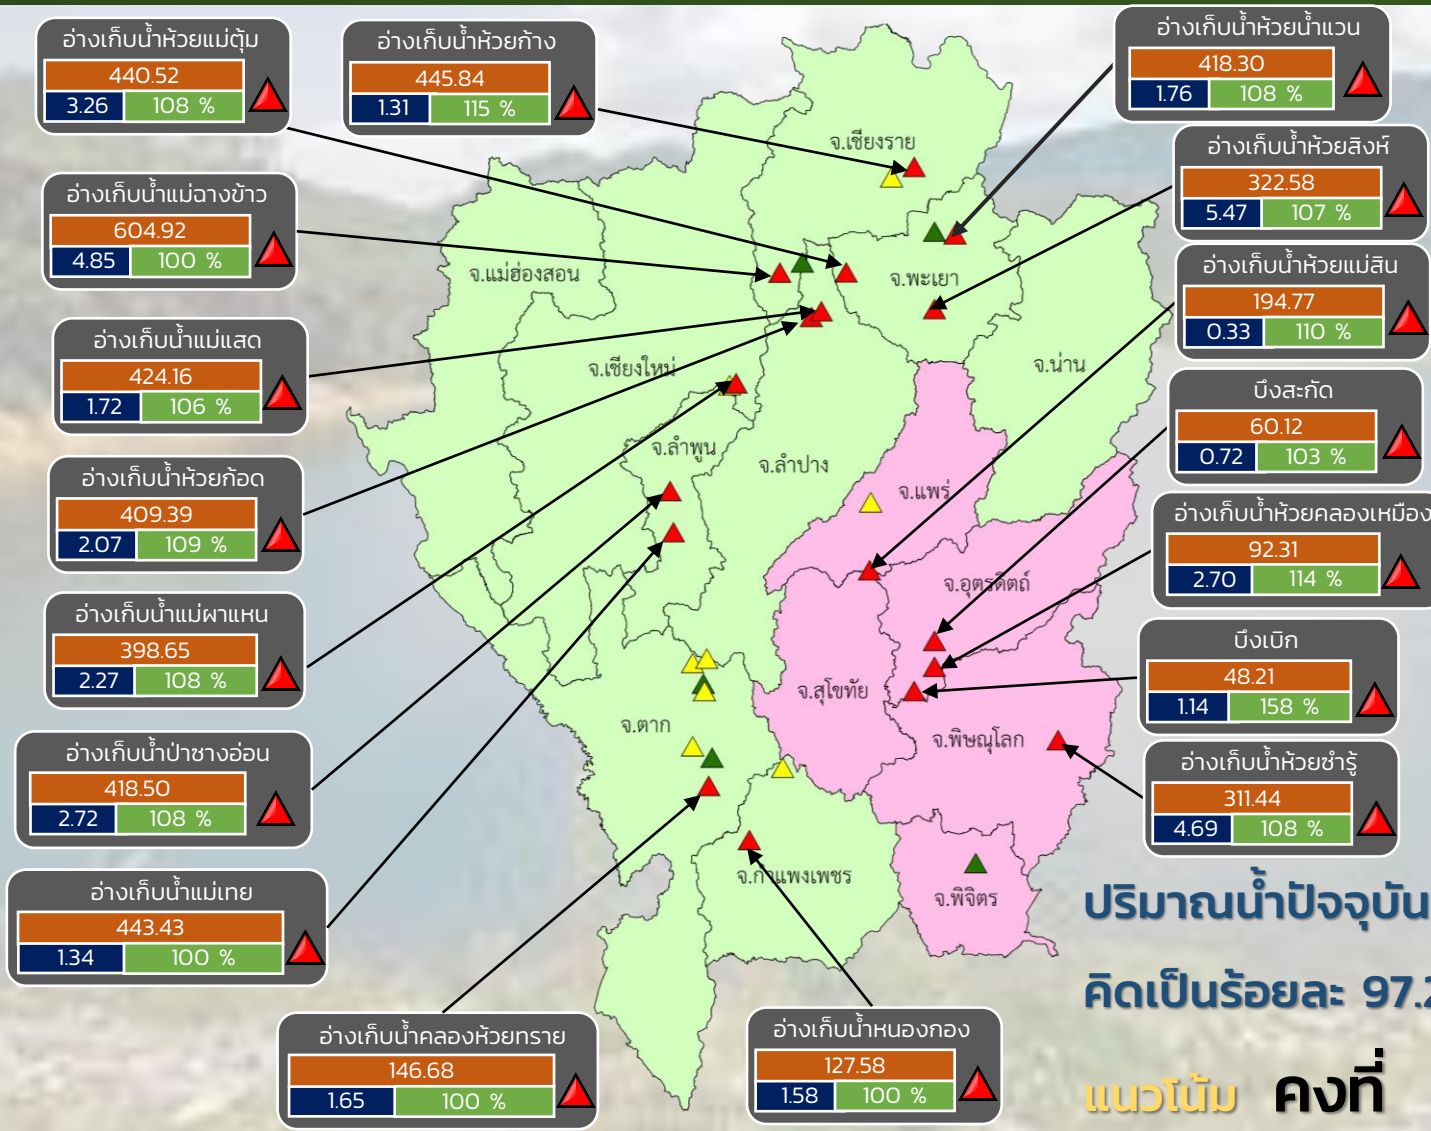 อ่างเก็บน้ำห้วยแม่ตุ้ม
440.52
3.26 108 %
อ่างเก็บน้ำห้วยก้าง
445.84
1.31 115 %
อ่างเก็บน้ำห้วยน้ำแวน
418.30
1.76 108 %
อ่างเก็บน้ำห้วยสิงห์
322.58
5.47 107 %
อ่างเก็บน้ำแม่ฉางข้าว
604.92
4.85 100 %
อ่างเก็บน้ำห้วยแม่สิน
194.77
0.33 110 %
อ่างเก็บน้ำแม่แสด
424.16
1.72 106 %
บึงสะกัด
60.12
0.72 103 %
อ่างเก็บน้ำห้วยก้อด
409.39
2.07 109 %
อ่างเก็บน้ำห้วยคลองเหมือง
92.31
2.70 114 %
อ่างเก็บน้ำแม่ผาแหน
398.65
2.27 108 %
บึงเบิก
48.21
1.14 158 %
อ่างเก็บน้ำป่าซางอ่อน
418.50
2.72 108 %
อ่างเก็บน้ำห้วยซำรู้
311.44
4.69 108 %
อ่างเก็บน้ำแม่เทย
443.43
1.34 100 %
อ่างเก็บน้ำคลองห้วยทราย
146.68
1.65 100 %
อ่างเก็บน้ำหนองกอง
127.58
1.58 100 %
จ.เชียงราย
จ.แม่ฮ่องสอน
จ.พะเยา
จ.เชียงใหม่
จ.น่าน
จ.ลำพูน
จ.ลำปาง
จ.แพร่
จ.อุตรดิตถ์
จ.สุโขทัย
จ.ตาก
จ.พิษณุโลก
จ.กำแพงเพชร
จ.พิจิตร
ปริมาณน้ำปัจจุบัน
คิดเป็นร้อยละ 97.2
แนวโน้ม คงที่